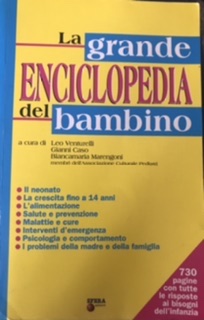 La grande
ENCICLOPEDIA
del bambino
a cura di Leo Venturelli
Gianni Caso
Biancamaria Marengoni
membri dell'Associazione Culturale Pediatri
• Il neonato
• La crescita fino a 14 anni
• L'alimentazione
• Salute e prevenzione
• Malattie e cure
• Interventi d'emergenza
• Psicologia e comportamento
• I problemi della madre e della famiglia
730
pagine
con tutte
le risposte
ai bisogni
dell'infanzia